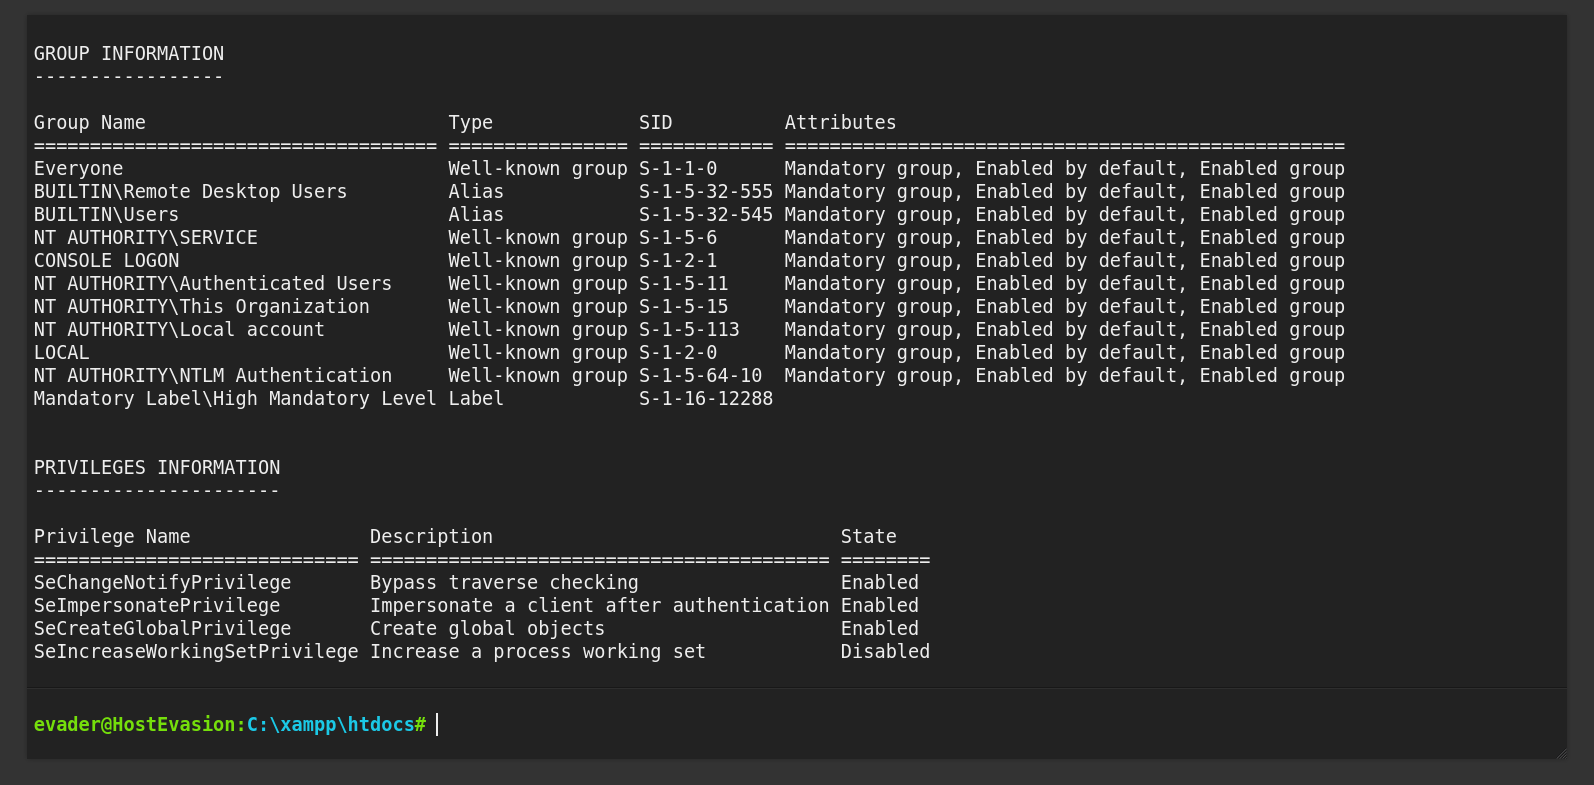 GROUP INFORMATION
-----------------
Group Name                           Type             SID          Attributes
==================================== ================ ============ ==================================================
Everyone                             Well-known group S-1-1-0      Mandatory group, Enabled by default, Enabled group
BUILTIN\Remote Desktop Users         Alias            S-1-5-32-555 Mandatory group, Enabled by default, Enabled group
BUILTIN\Users                        Alias            S-1-5-32-545 Mandatory group, Enabled by default, Enabled group
NT AUTHORITY\SERVICE                 Well-known group S-1-5-6      Mandatory group, Enabled by default, Enabled group
CONSOLE LOGON                        Well-known group S-1-2-1      Mandatory group, Enabled by default, Enabled group
NT AUTHORITY\Authenticated Users     Well-known group S-1-5-11     Mandatory group, Enabled by default, Enabled group
NT AUTHORITY\This Organization       Well-known group S-1-5-15     Mandatory group, Enabled by default, Enabled group
NT AUTHORITY\Local account           Well-known group S-1-5-113    Mandatory group, Enabled by default, Enabled group
LOCAL                                Well-known group S-1-2-0      Mandatory group, Enabled by default, Enabled group
NT AUTHORITY\NTLM Authentication     Well-known group S-1-5-64-10  Mandatory group, Enabled by default, Enabled group
Mandatory Label\High Mandatory Level Label            S-1-16-12288
PRIVILEGES INFORMATION
----------------------
Privilege Name                Description                               State
============================= ========================================= ========
SeChangeNotifyPrivilege       Bypass traverse checking                  Enabled
SeImpersonatePrivilege        Impersonate a client after authentication Enabled
SeCreateGlobalPrivilege       Create global objects                     Enabled
SeIncreaseWorkingSetPrivilege Increase a process working set            Disabled
evader@HostEvasion:C:\xampp\htdocs#